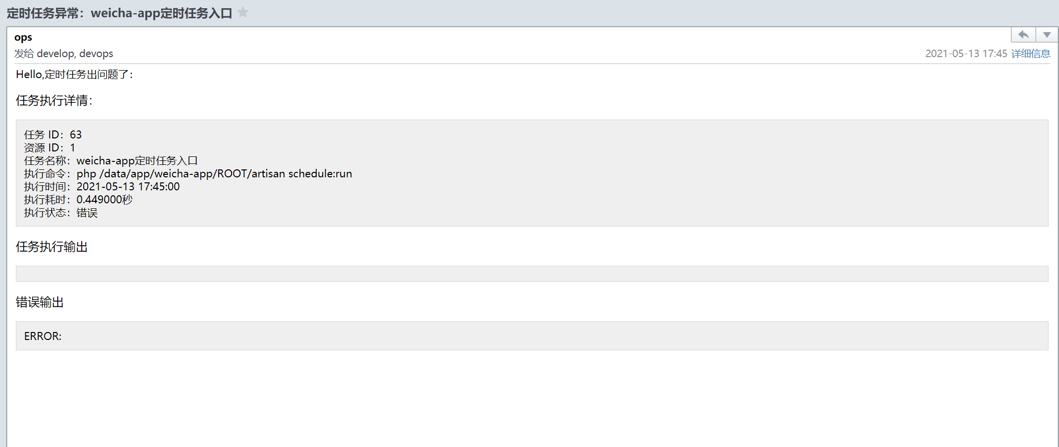 定时任务异常：weicha-app定时任务入口
ops
发给 develop, devops
2021-05-13 17:45 详细信息
Hello,定时任务出问题了：
任务执行详情：
任务 ID：63
资源 ID：1
任务名称：weicha-app定时任务入口
执行命令：php /data/app/weicha-app/ROOT/artisan schedule:run
执行时间：2021-05-13 17:45:00
执行耗时：0.449000秒
执行状态：错误
任务执行输出
错误输出
ERROR: